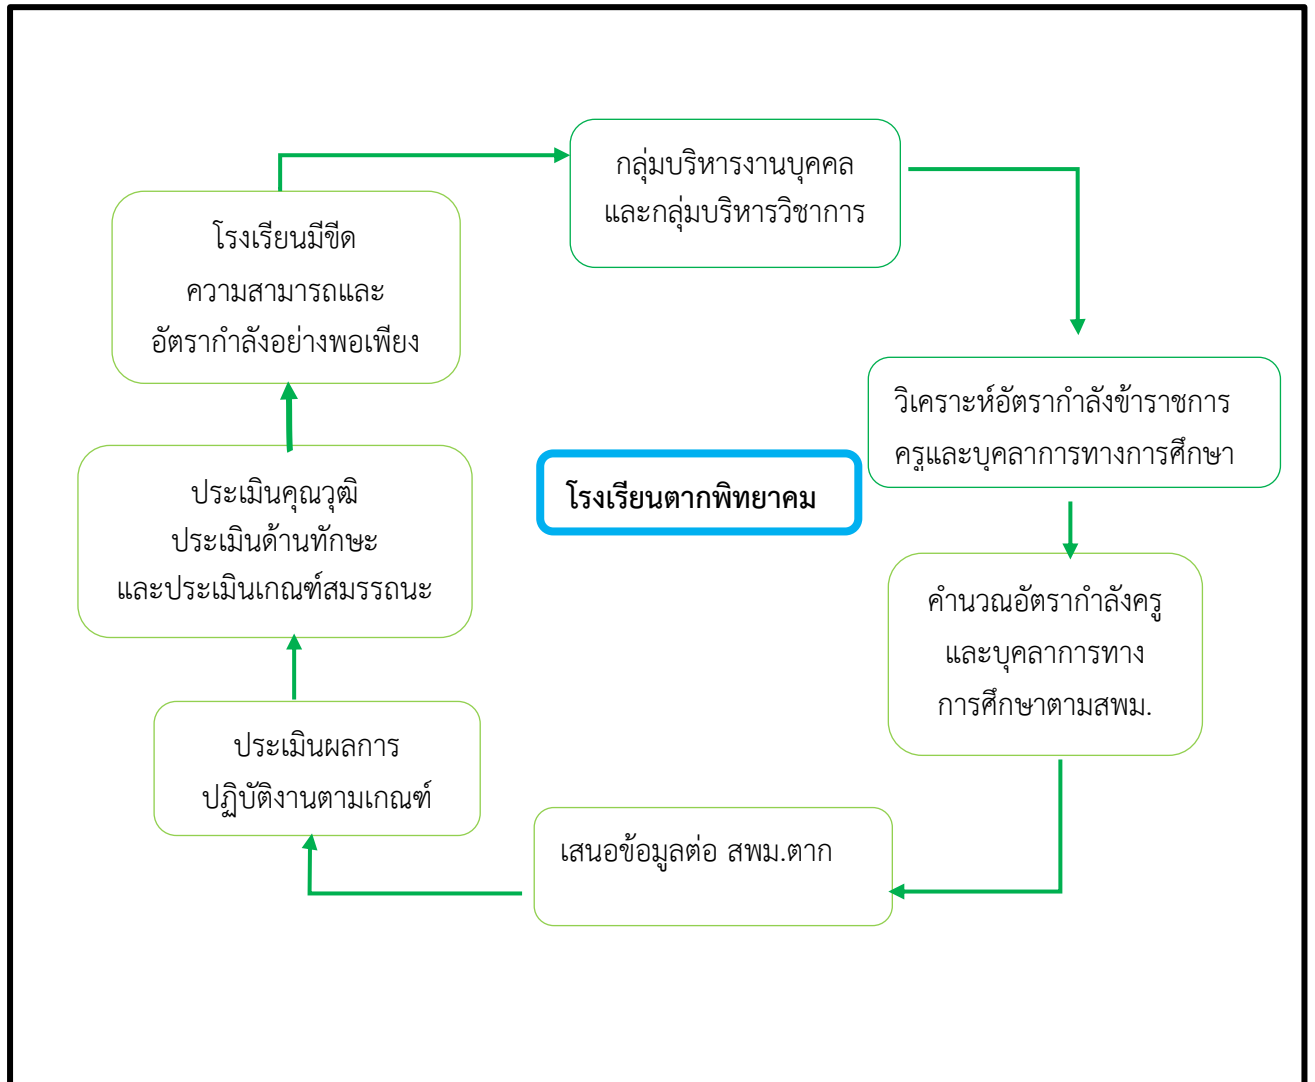 กลุ่มบริหารงานบุคคล
และกลุ่มบริหารวิชาการ
วิเคราะห์อัตรากำลังข้าราชการ
ครูและบุคลาการทางการศึกษา
คำนวณอัตรากำลังครู
และบุคลาการทาง
การศึกษาตามสพม.
เสนอข้อมูลต่อ สพม.ตาก
ประเมินผลการ
ปฏิบัติงานตามเกณฑ์
ประเมินคุณวุฒิ
ประเมินด้านทักษะ
และประเมินเกณฑ์สมรรถนะ
โรงเรียนมีขีด
ความสามารถและ
อัตรากำลังอย่างพอเพียง
โรงเรียนตากพิทยาคม